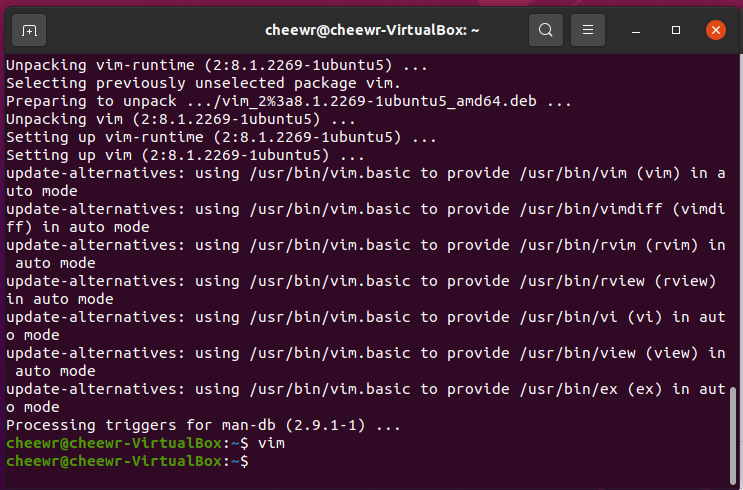 cheewr@cheewr-VirtualBox: ~
Unpacking vim-runtime (2:8.1.2269-1ubuntu5) ...
Selecting previously unselected package vim.
Preparing to unpack .../vim_2%3a8.1.2269-1ubuntu5_amd64.deb ...
Unpacking vim (2:8.1.2269-1ubuntu5) ...
Setting up vim-runtime (2:8.1.2269-1ubuntu5) ...
Setting up vim (2:8.1.2269-1ubuntu5) ...
update-alternatives: using /usr/bin/vim.basic to provide /usr/bin/vim (vim) in a
uto mode
update-alternatives: using /usr/bin/vim.basic to provide /usr/bin/vimdiff (vimdi
ff) in auto mode
update-alternatives: using /usr/bin/vim.basic to provide /usr/bin/rvim (rvim) in
 auto mode
update-alternatives: using /usr/bin/vim.basic to provide /usr/bin/rview (rview)
in auto mode
update-alternatives: using /usr/bin/vim.basic to provide /usr/bin/vi (vi) in aut
o mode
update-alternatives: using /usr/bin/vim.basic to provide /usr/bin/view (view) in
 auto mode
update-alternatives: using /usr/bin/vim.basic to provide /usr/bin/ex (ex) in aut
o mode
Processing triggers for man-db (2.9.1-1) ...
cheewr@cheewr-VirtualBox:~$ vim
cheewr@cheewr-VirtualBox:~$